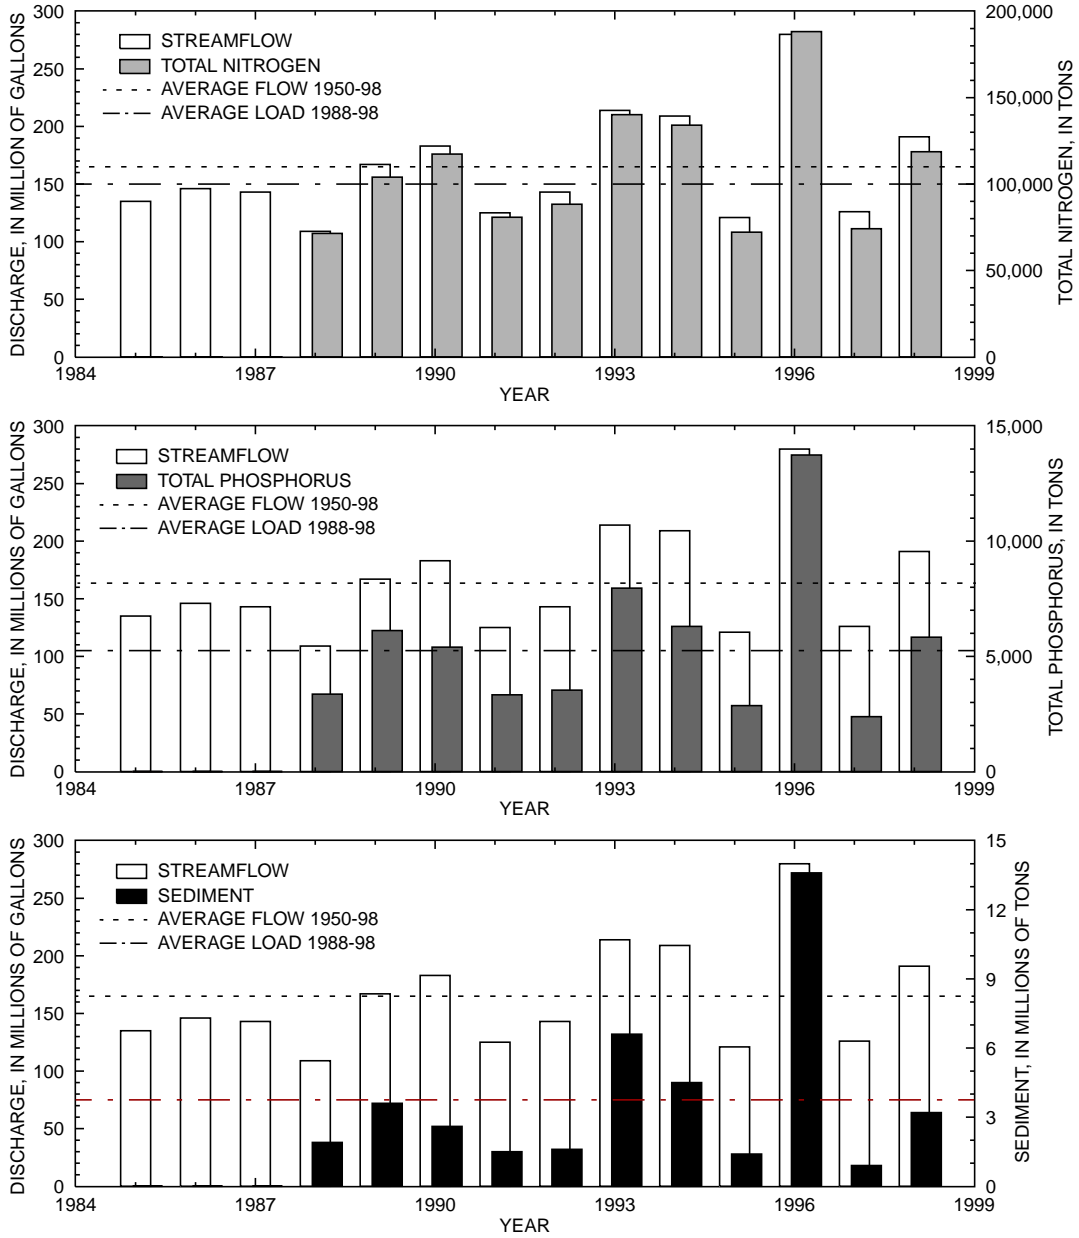 DISCHARGE, IN MILLION OF GALLONS
300
250
200
150
100
50
0
STREAMFLOW
TOTAL NITROGEN
AVERAGE FLOW 1950-98
AVERAGE LOAD 1988-98
200,000
150,000
100,000
50,000
0
TOTAL NITROGEN, IN TONS
1984 1987 1990 1993 1996 1999
YEAR
DISCHARGE, IN MILLIONS OF GALLONS
300
250
200
150
100
50
0
STREAMFLOW
TOTAL PHOSPHORUS
AVERAGE FLOW 1950-98
AVERAGE LOAD 1988-98
15,000
10,000
5,000
0
TOTAL PHOSPHORUS, IN TONS
1984 1987 1990 1993 1996 1999
YEAR
DISCHARGE, IN MILLIONS OF GALLONS
300
250
200
150
100
50
0
STREAMFLOW
SEDIMENT
AVERAGE FLOW 1950-98
AVERAGE LOAD 1988-98
15
12
9
6
3
0
SEDIMENT, IN MILLIONS OF TONS
1984 1987 1990 1993 1996 1999
YEAR